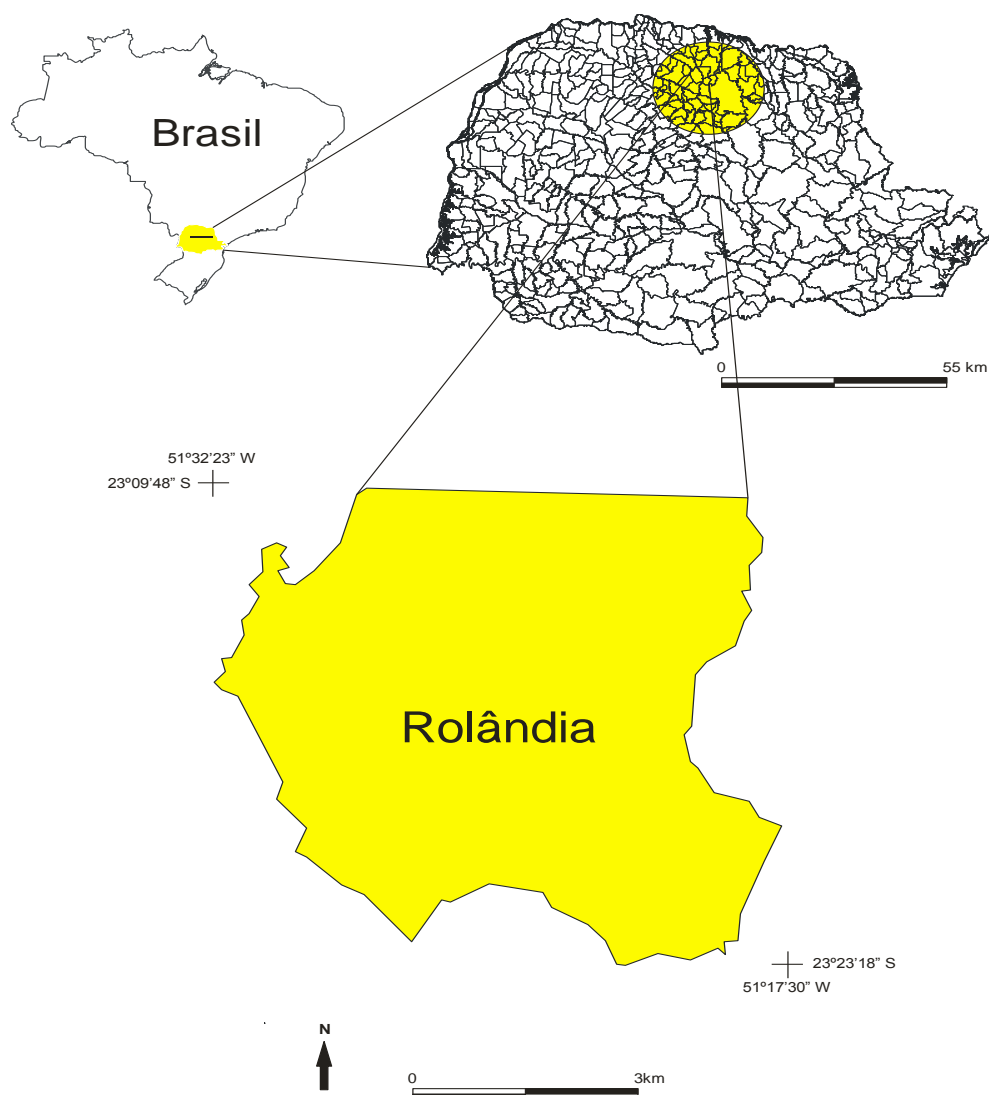 Brasil
0 55 km
51º32'23” W
23º09'48” S
Rolândia
23º23'18” S
51º17'30” W
N
0 3km